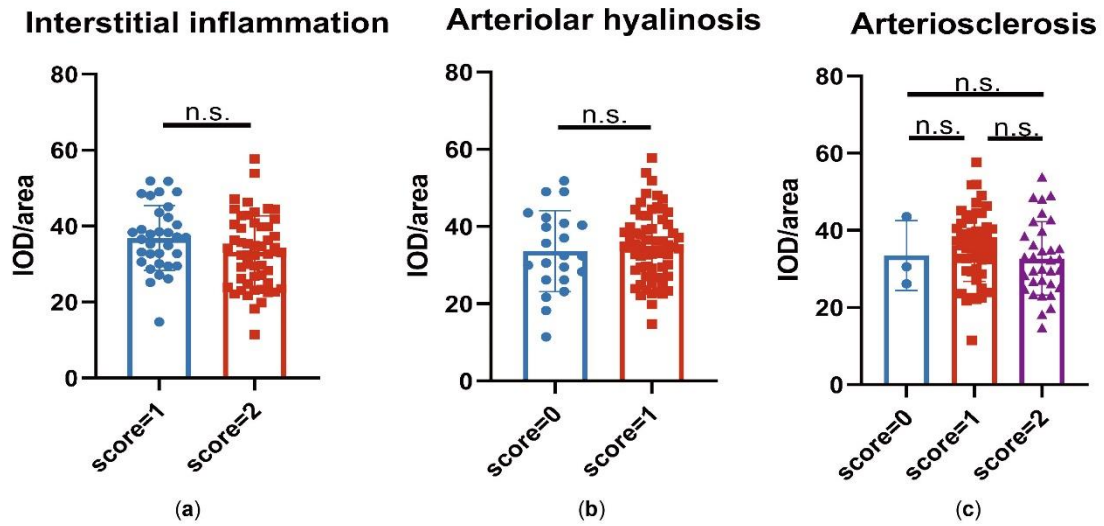 Interstitial inflammation
IOD/area
80
60
40
20
0
n.s.
score=1
score=2
(a)
Arteriolar hyalinosis
IOD/area
80
60
40
20
0
n.s.
score=0
score=1
(b)
Arteriosclerosis
IOD/area
80
60
40
20
0
n.s.
n.s.
n.s.
score=0
score=1
score=2
(c)